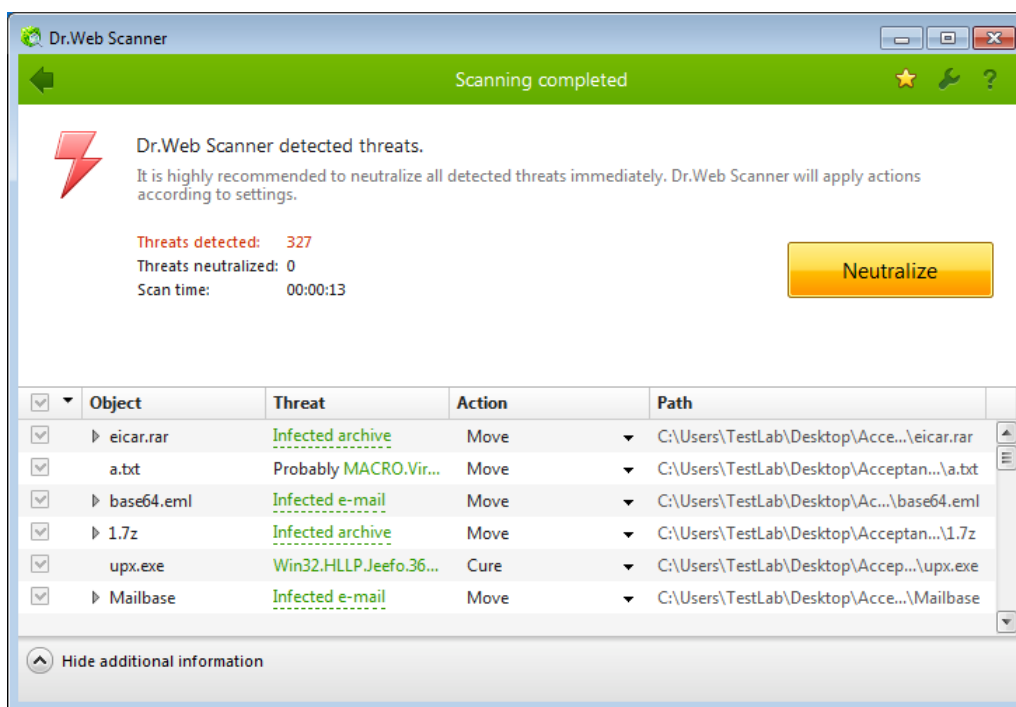 Dr.Web Scanner
Scanning completed
?
Dr.Web Scanner detected threats.
It is highly recommended to neutralize all detected threats immediately. Dr.Web Scanner will apply actions
according to settings.
Threats detected: 327
Threats neutralized: 0
Scan time: 00:00:13
Neutralize
Object Threat Action Path
eicar.rar Infected archive Move C:\Users\TestLab\Desktop\Acce...\eicar.rar
a.txt Probably MACRO.Vir... Move C:\Users\TestLab\Desktop\Acceptan...\a.txt
base64.eml Infected e-mail Move C:\Users\TestLab\Desktop\Ac...\base64.eml
1.7z Infected archive Move C:\Users\TestLab\Desktop\Acceptan...\1.7z
upx.exe Win32.HLLP.Jeefo.36... Cure C:\Users\TestLab\Desktop\Accep...\upx.exe
Mailbase Infected e-mail Move C:\Users\TestLab\Desktop\Acce...\Mailbase
Hide additional information